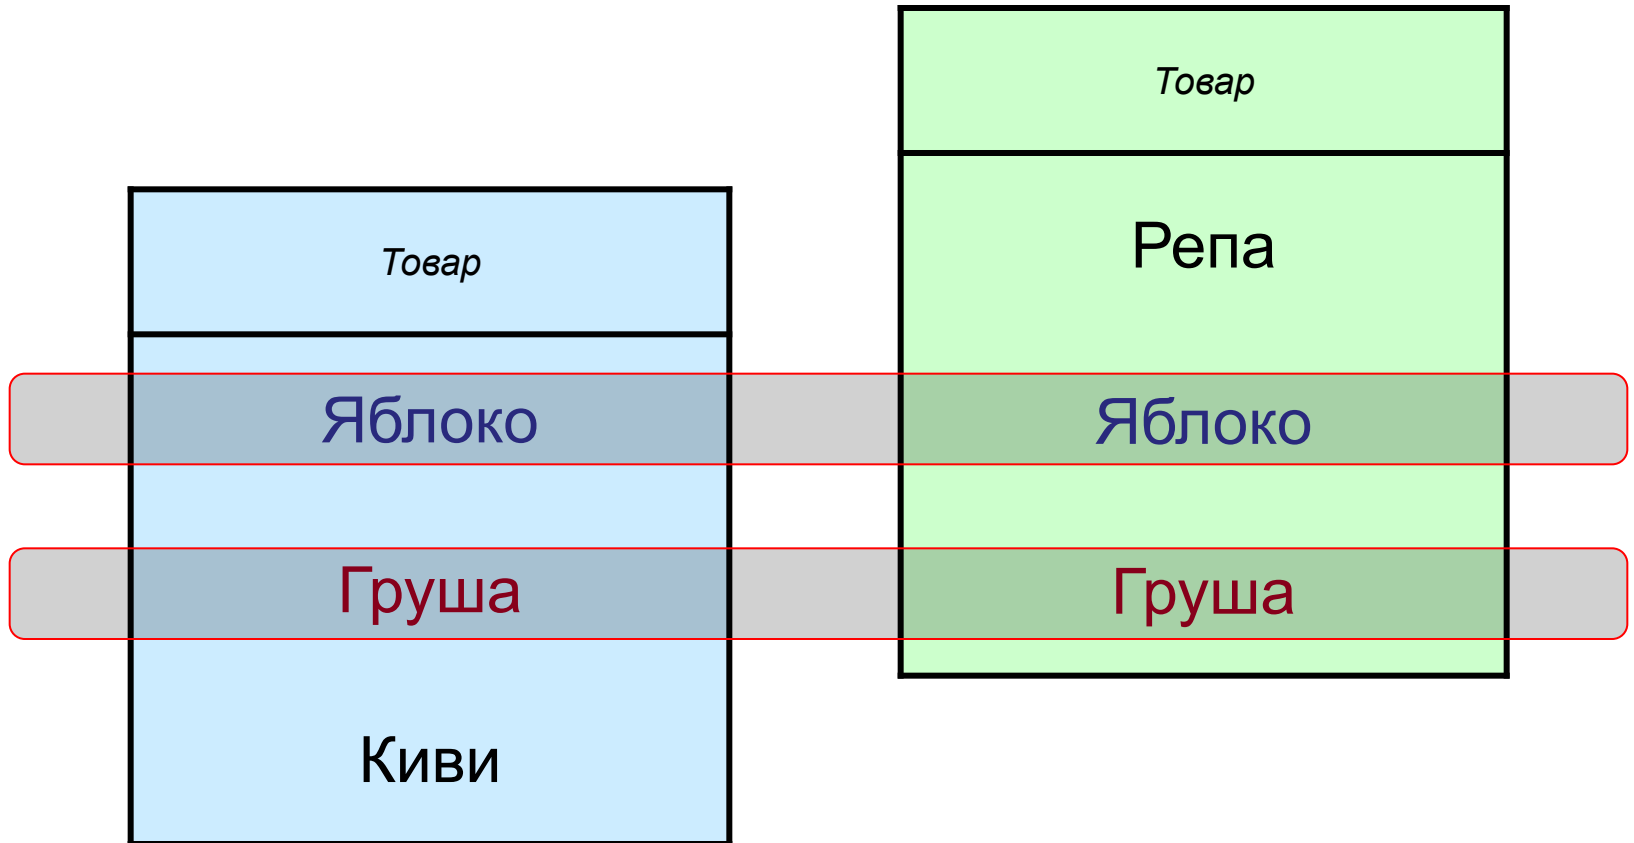 Товар
Яблоко
Груша
Киви
Товар
Репа
Яблоко
Груша